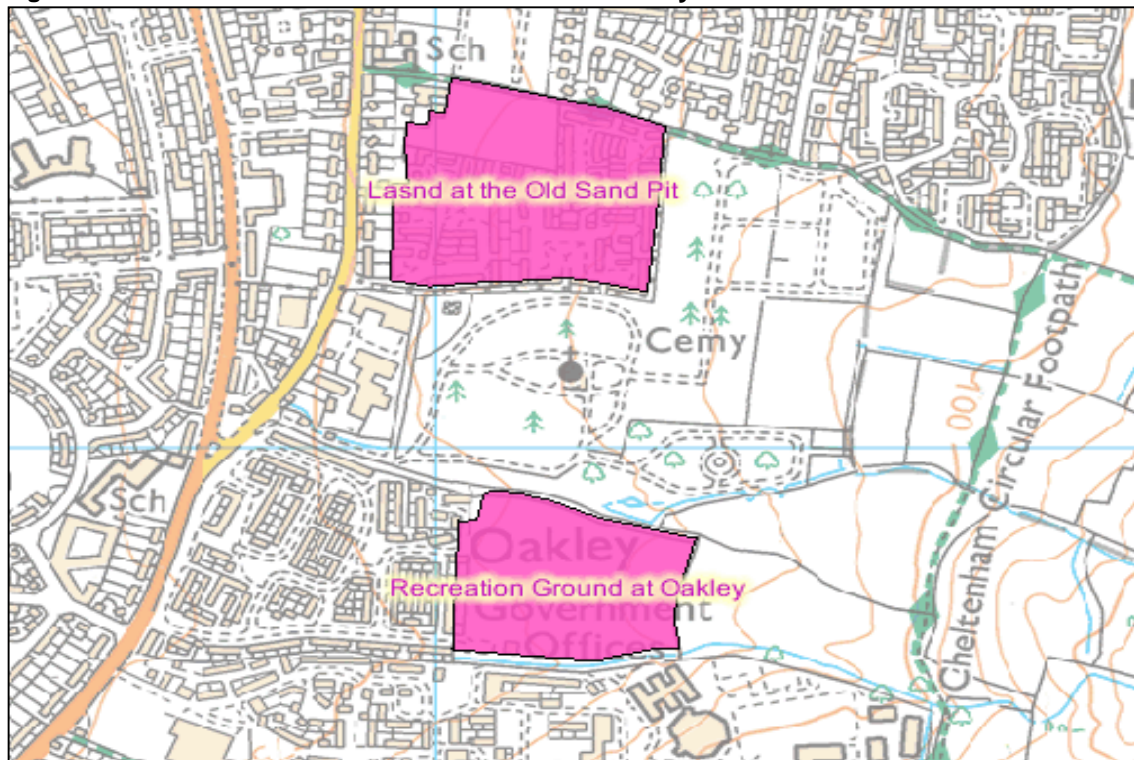 Sch
Lasnd at the Old Sand Pit
Cemy
100
Cheltenham Circular Footpath
Sch
Oakley
Recreation Ground at Oakley
Government
Offices